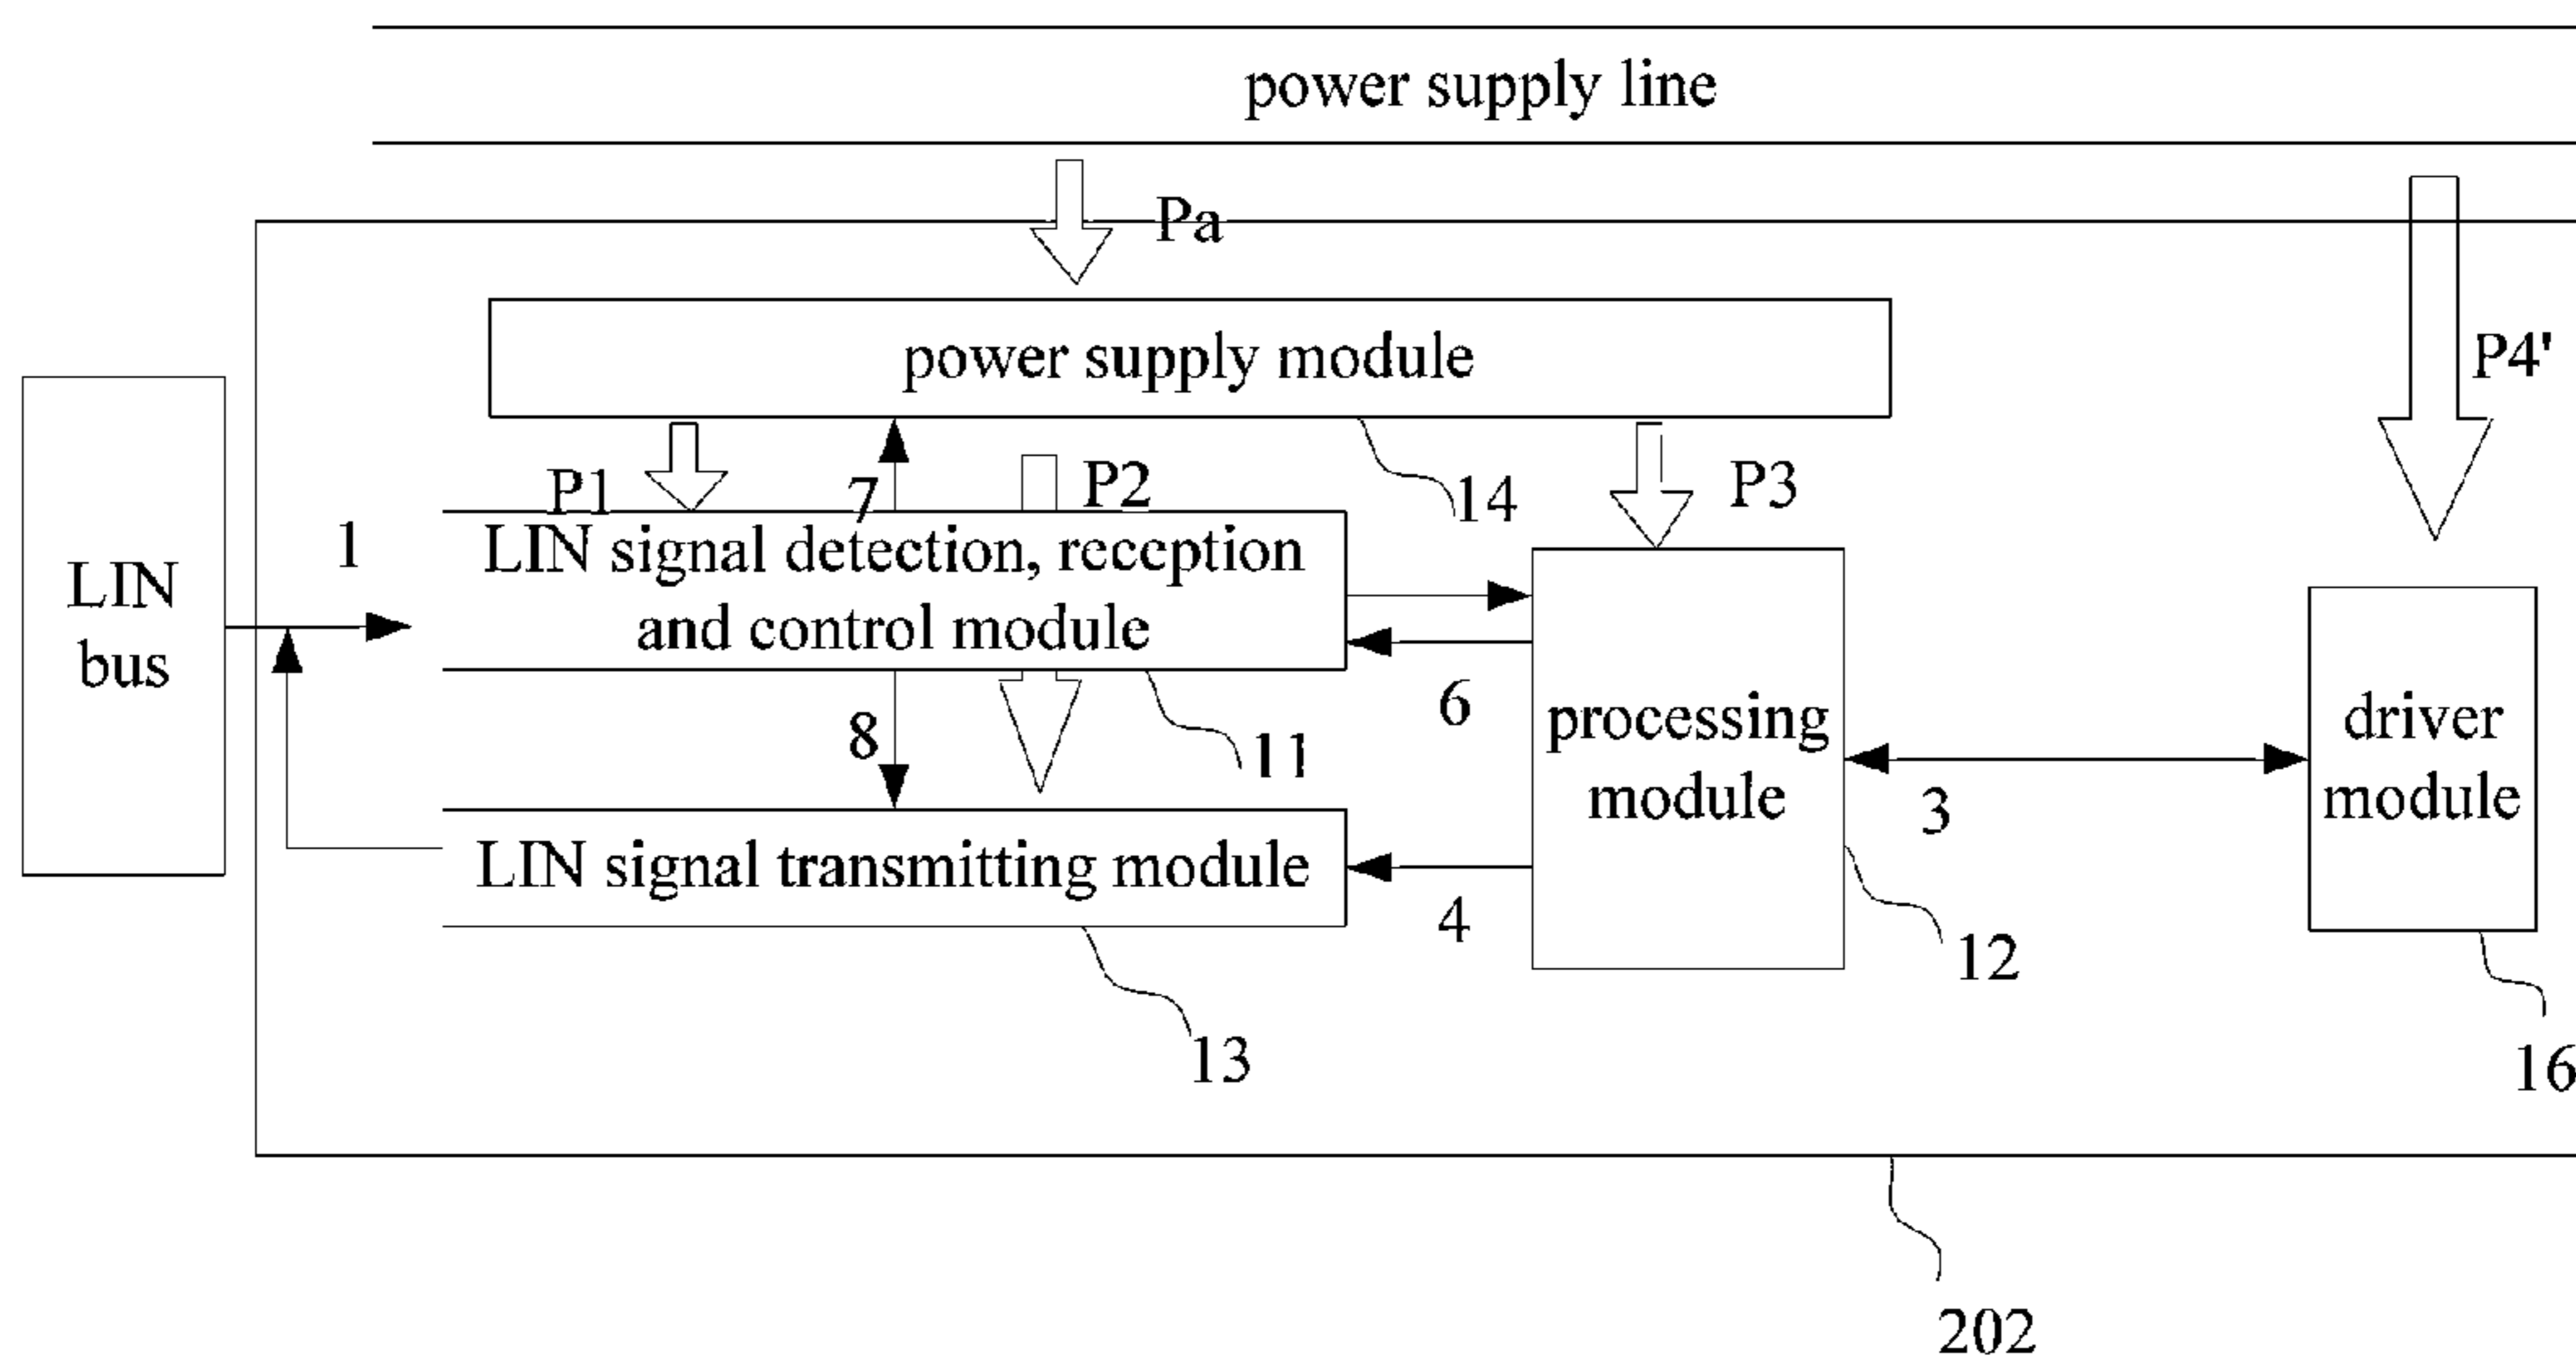 power supply line
Pa
power supply module
P4'
P1
7
P2
14
P3
1
LIN signal detection, reception
and control module
LIN
bus
6
8
11
processing
module
driver
module
3
LIN signal transmitting module
4
12
13
16
202